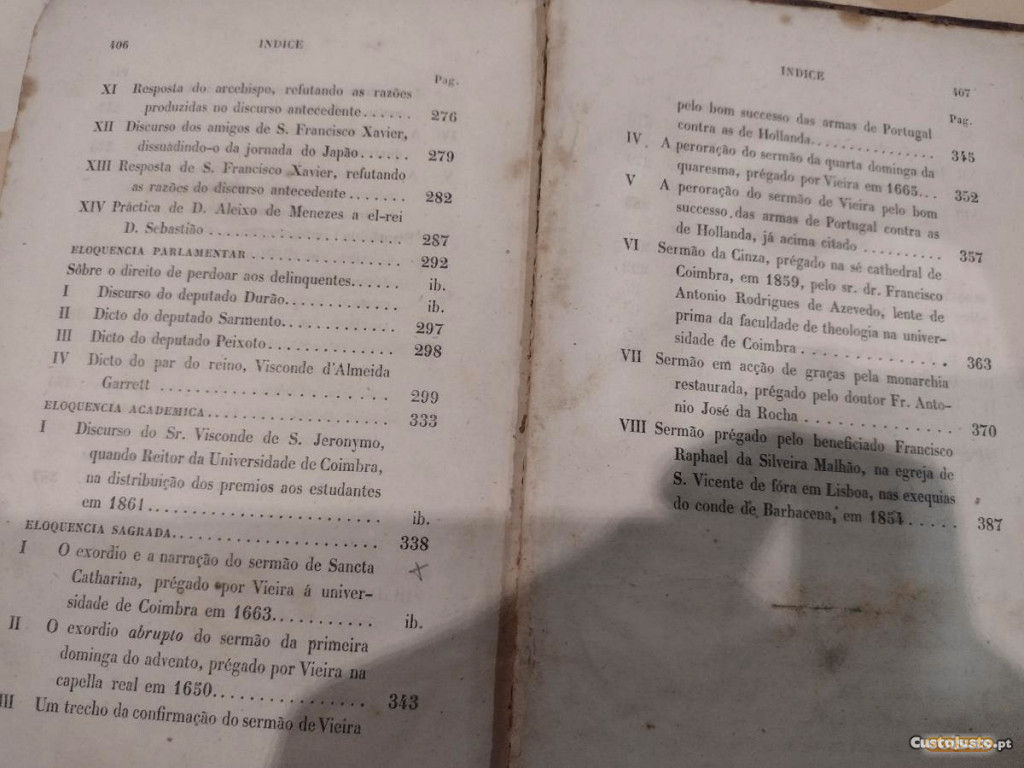 406 INDICE
Pag.
XI Resposta do arcebispo, refutando as razões
produzidas no discurso antecedente...... 276
XII Discurso dos amigos de S. Francisco Xavier,
dissuadindo-o da jornada do Japão...... 279
XIII Resposta de S. Francisco Xavier, refutando
as razões do discurso antecedente....... 282
XIV Práctica de D. Aleixo de Menezes a el-rei
D. Sebastião .................... 287
ELOQUENCIA PARLAMENTAR ................ 292
Sôbre o direito de perdoar aos delinquentes...... ib.
I Discurso do deputado Durão............ ib.
II Dicto do deputado Sarmento............ 297
III Dicto do deputado Peixoto............. 298
IV Dicto do par do reino, Visconde d'Almeida
Garrett ........................ 299
ELOQUENCIA ACADEMICA.................... 333
I Discurso do Sr. Visconde de S. Jeronymo,
quando Reitor da Universidade de Coimbra,
na distribuição dos premios aos estudantes
em 1861........................ ib.
ELOQUENCIA SAGRADA...................... 338
I O exordio e a narração do sermão de Sancta
Catharina, prégado por Vieira á univer-
sidade de Coimbra em 1663........... ib.
II O exordio abrupto do sermão da primeira
dominga do advento, prégado por Vieira na
capella real em 1650.............. 343
III Um trecho da confirmação do sermão de Vieira
INDICE 407
Pag.
pelo bom successo das armas de Portugal
contra as de Hollanda............... 345
IV A peroração do sermão da quarta dominga da
quaresma, prégado por Vieira em 1665... 352
V A peroração do sermão de Vieira pelo bom
successo das armas de Portugal contra as
de Hollanda, já acima citado .......... 357
VI Sermão da Cinza, prégado na sé cathedral de
Coimbra, em 1859, pelo sr. dr. Francisco
Antonio Rodrigues de Azevedo, lente de
prima da faculdade de theologia na univer-
sidade de Coimbra ................. 363
VII Sermão em acção de graças pela monarchia
restaurada, prégado pelo doutor Fr. Anto-
nio José da Rocha ................. 370
VIII Sermão prégado pelo beneficiado Francisco
Raphael da Silveira Malhão, na egreja de
S. Vicente de fóra em Lisboa, nas exequias
do conde de Barbacena, em 1854...... 387
CustoJusto.pt